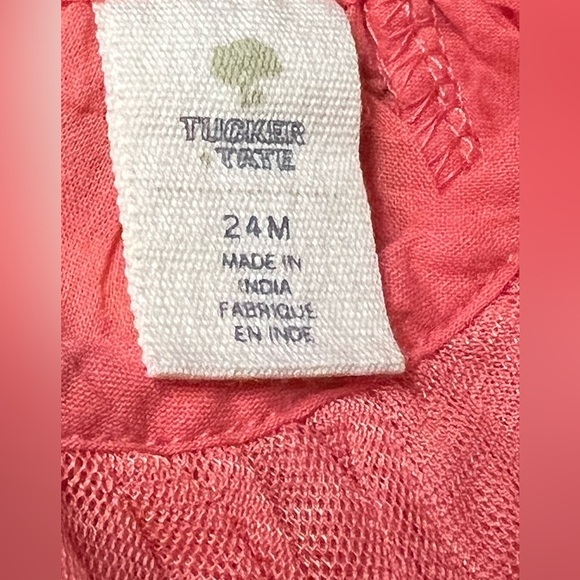 TUCKER
+ TATE
24M
MADE IN
INDIA
FABRIQUE
EN INDE